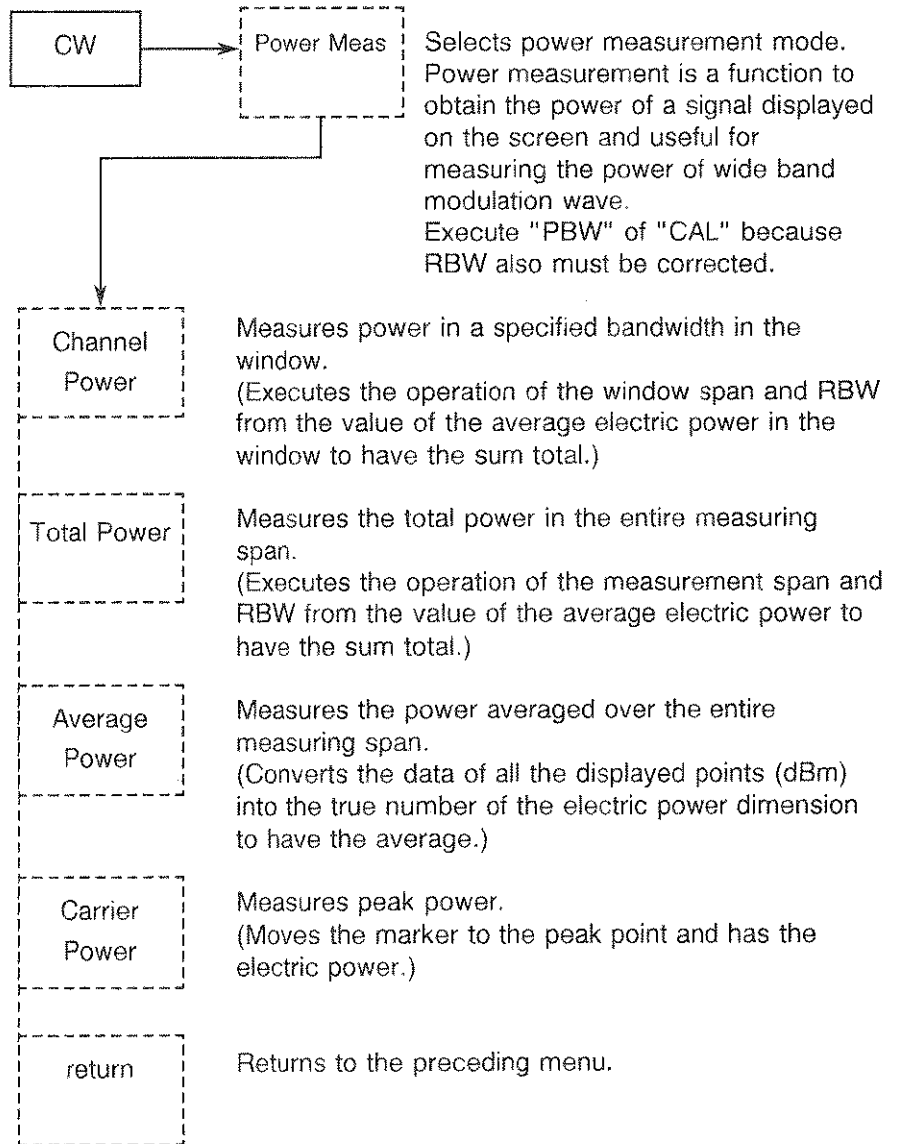 CW
Power Meas
Selects power measurement mode.
Power measurement is a function to
obtain the power of a signal displayed
on the screen and useful for
measuring the power of wide band
modulation wave.
Execute "PBW" of "CAL" because
RBW also must be corrected.
Channel
Power
Measures power in a specified bandwidth in the
window.
(Executes the operation of the window span and RBW
from the value of the average electric power in the
window to have the sum total.)
Total Power
Measures the total power in the entire measuring
span.
(Executes the operation of the measurement span and
RBW from the value of the average electric power to
have the sum total.)
Average
Power
Measures the power averaged over the entire
measuring span.
(Converts the data of all the displayed points (dBm)
into the true number of the electric power dimension
to have the average.)
Carrier
Power
Measures peak power.
(Moves the marker to the peak point and has the
electric power.)
return
Returns to the preceding menu.